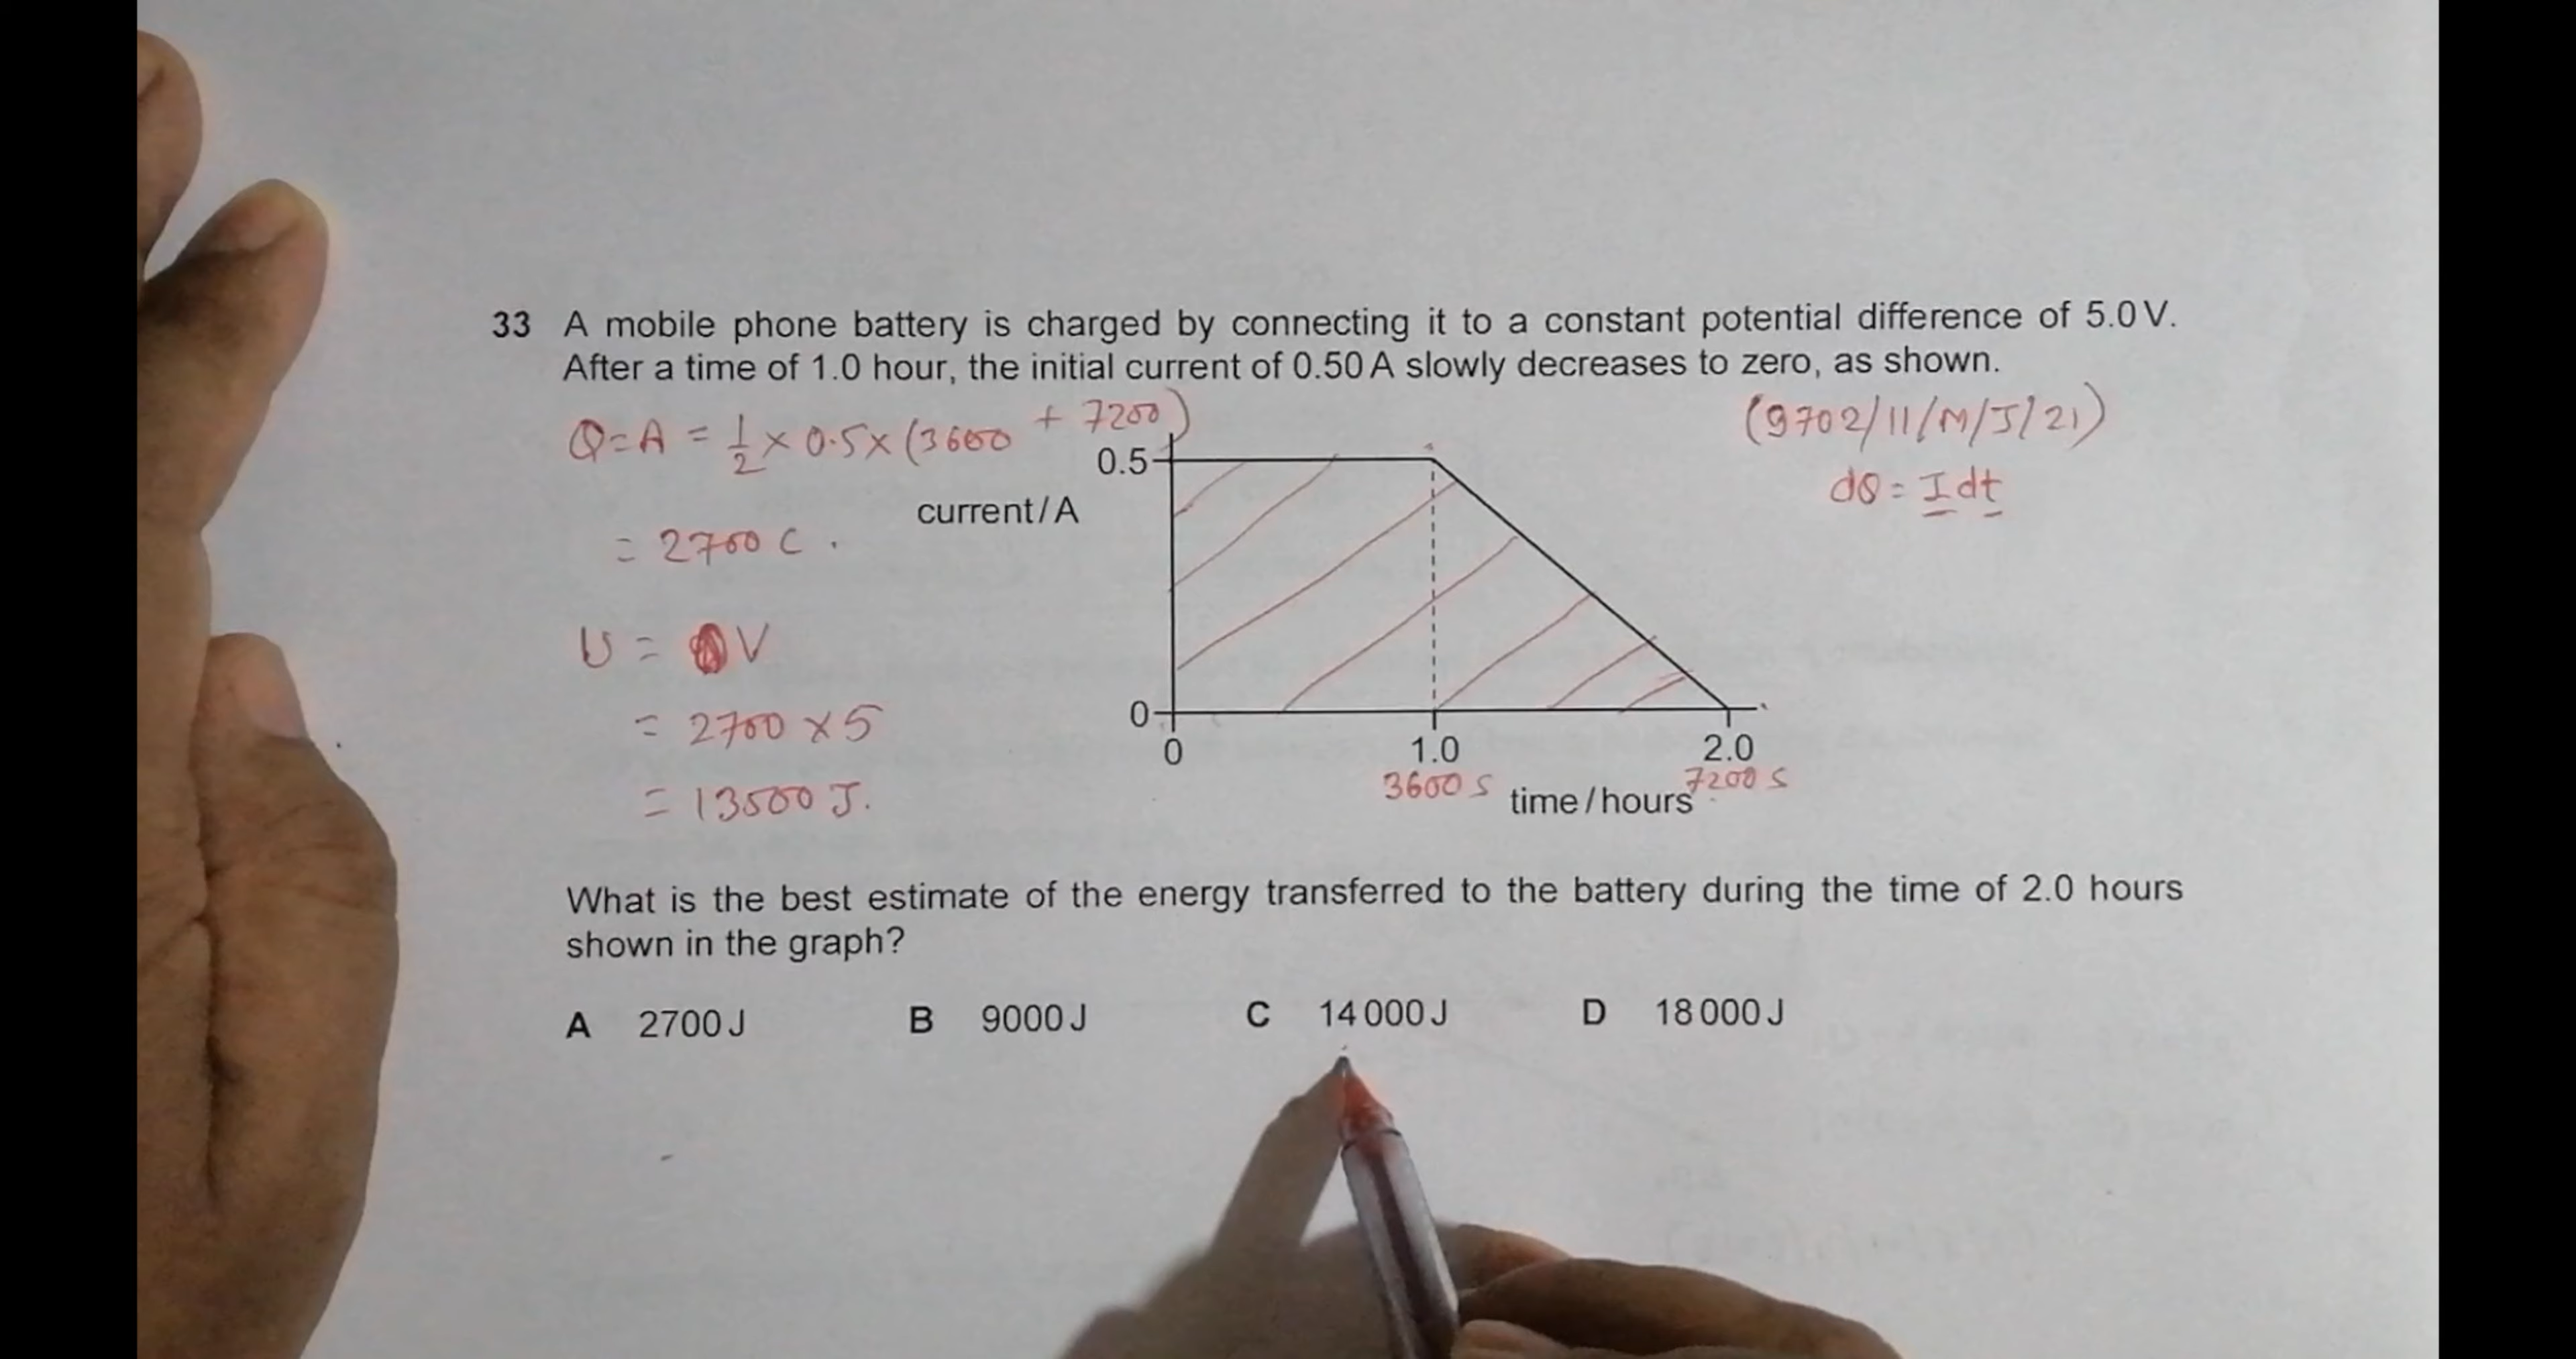 33 A mobile phone battery is charged by connecting it to a constant potential difference of 5.0 V.
After a time of 1.0 hour, the initial current of 0.50 A slowly decreases to zero, as shown.
Q=A = 1/2 × 0.5 × (3600 + 7200)
(9702/11/M/J/21)
dQ = Idt
0.5
current/A
= 2700 C.
U = QV
= 2700 × 5
= 13500 J.
0
0 1.0 2.0
3600 s 7200 s
time/hours
What is the best estimate of the energy transferred to the battery during the time of 2.0 hours
shown in the graph?
A 2700 J B 9000 J C 14 000 J D 18 000 J